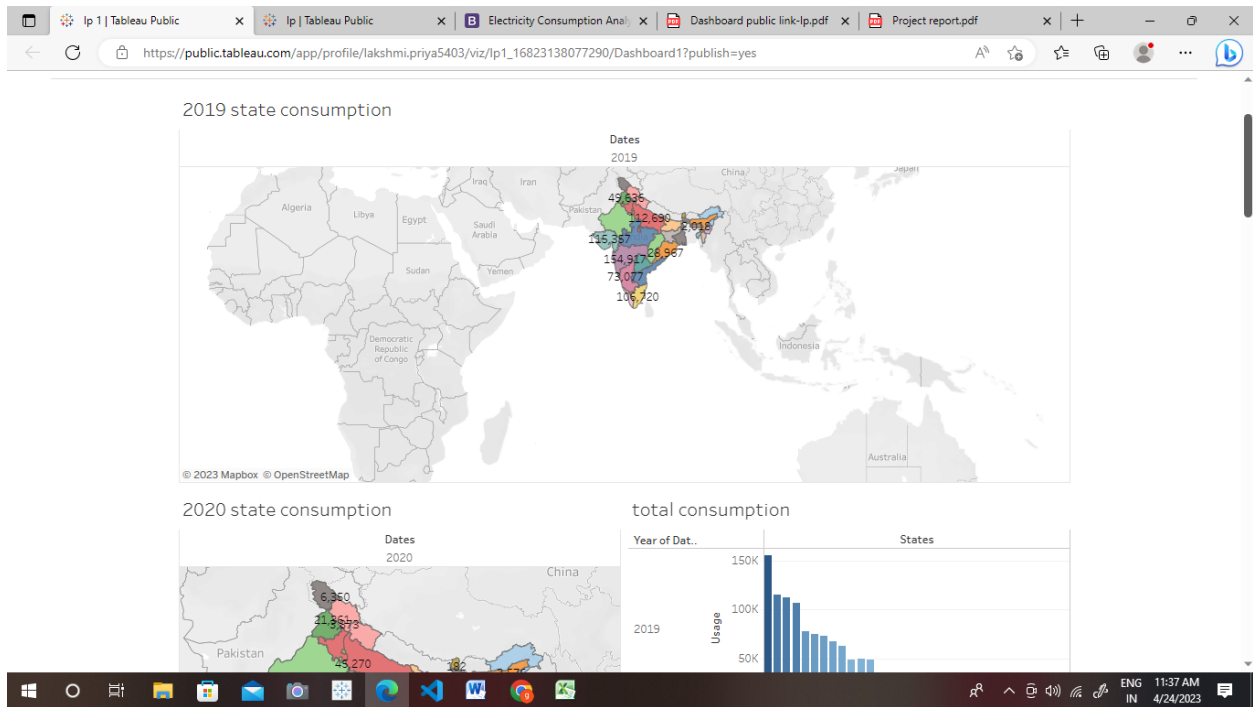 lp 1 | Tableau Public
lp | Tableau Public
Electricity Consumption Anal
Dashboard public link-lp.pdf
Project report.pdf
https://public.tableau.com/app/profile/lakshmi.priya5403/viz/lp1_16823138077290/Dashboard1?publish=yes
2019 state consumption
Dates
2019
Japan
China
Iraq
Iran
45,636
Algeria
Libya
Egypt
Pakistan
112,690
2,018
Saudi
Arabia
115,357
28,967
154,917
Sudan
Yemen
73,077
106,720
Democratic
Republic
of Congo
Indonesia
Australia
© 2023 Mapbox © OpenStreetMap
2020 state consumption
total consumption
Dates
2020
Year of Dat..
States
China
150K
6,350
100K
2019
Usage
Pakistan
45,270
182
50K
ENG
IN
11:37 AM
4/24/2023